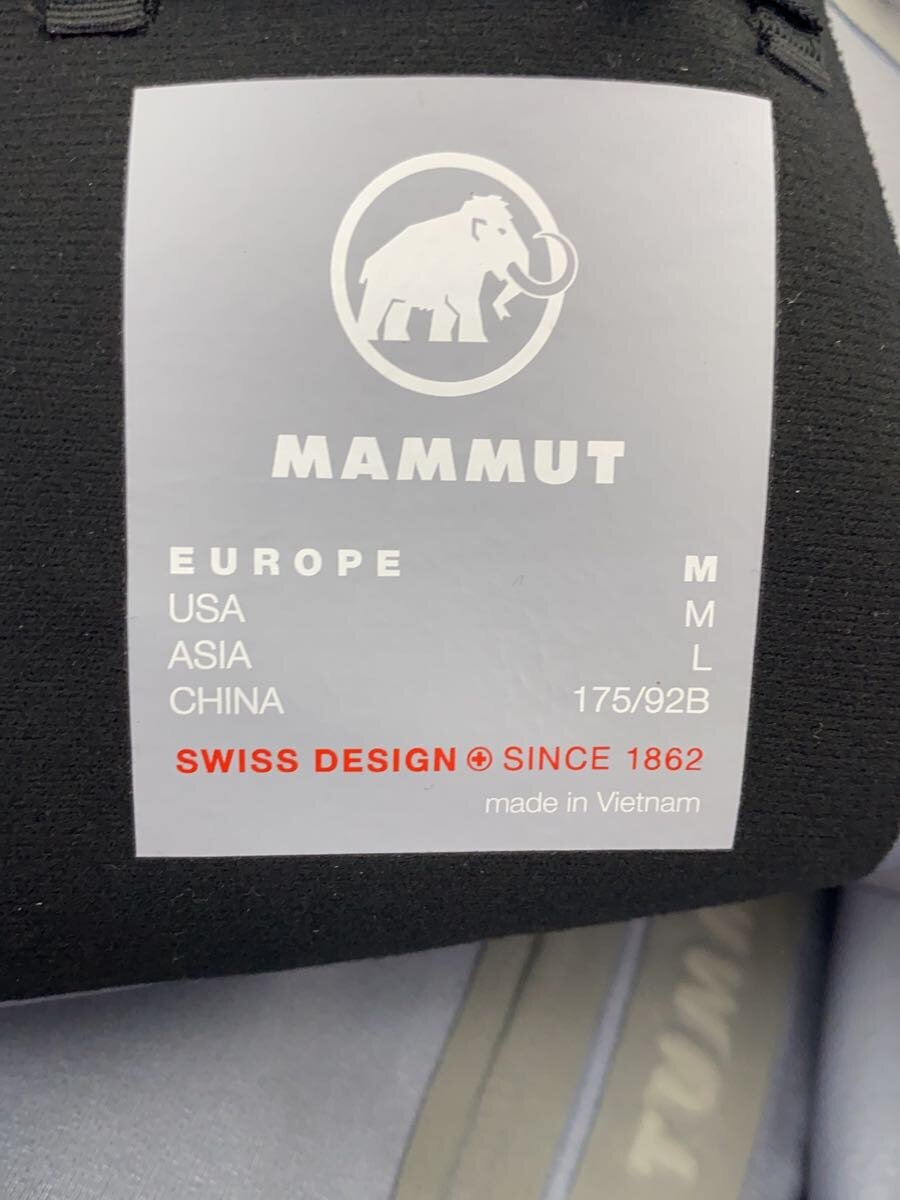 MAMMUT
EUROPE M
USA M
ASIA L
CHINA 175/92B
SWISS DESIGN SINCE 1862
made in Vietnam